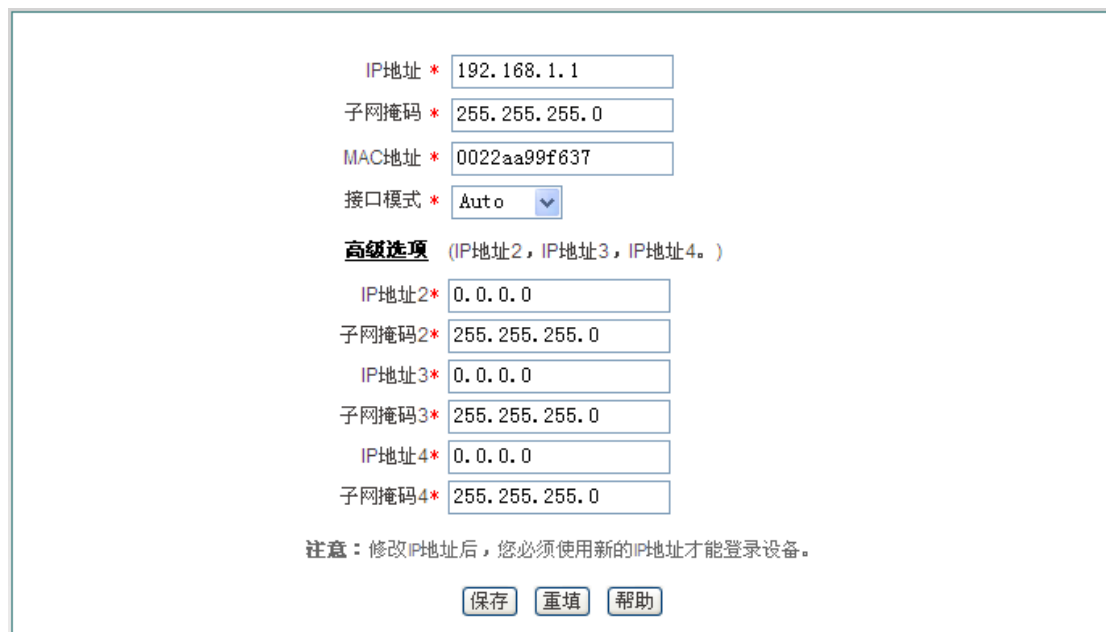 IP地址 * 192.168.1.1
子网掩码 * 255.255.255.0
MAC地址 * 0022aa99f637
接口模式 * Auto
高级选项 (IP地址2，IP地址3，IP地址4。)
IP地址2* 0.0.0.0
子网掩码2* 255.255.255.0
IP地址3* 0.0.0.0
子网掩码3* 255.255.255.0
IP地址4* 0.0.0.0
子网掩码4* 255.255.255.0
注意：修改IP地址后，您必须使用新的IP地址才能登录设备。
保存 重填 帮助